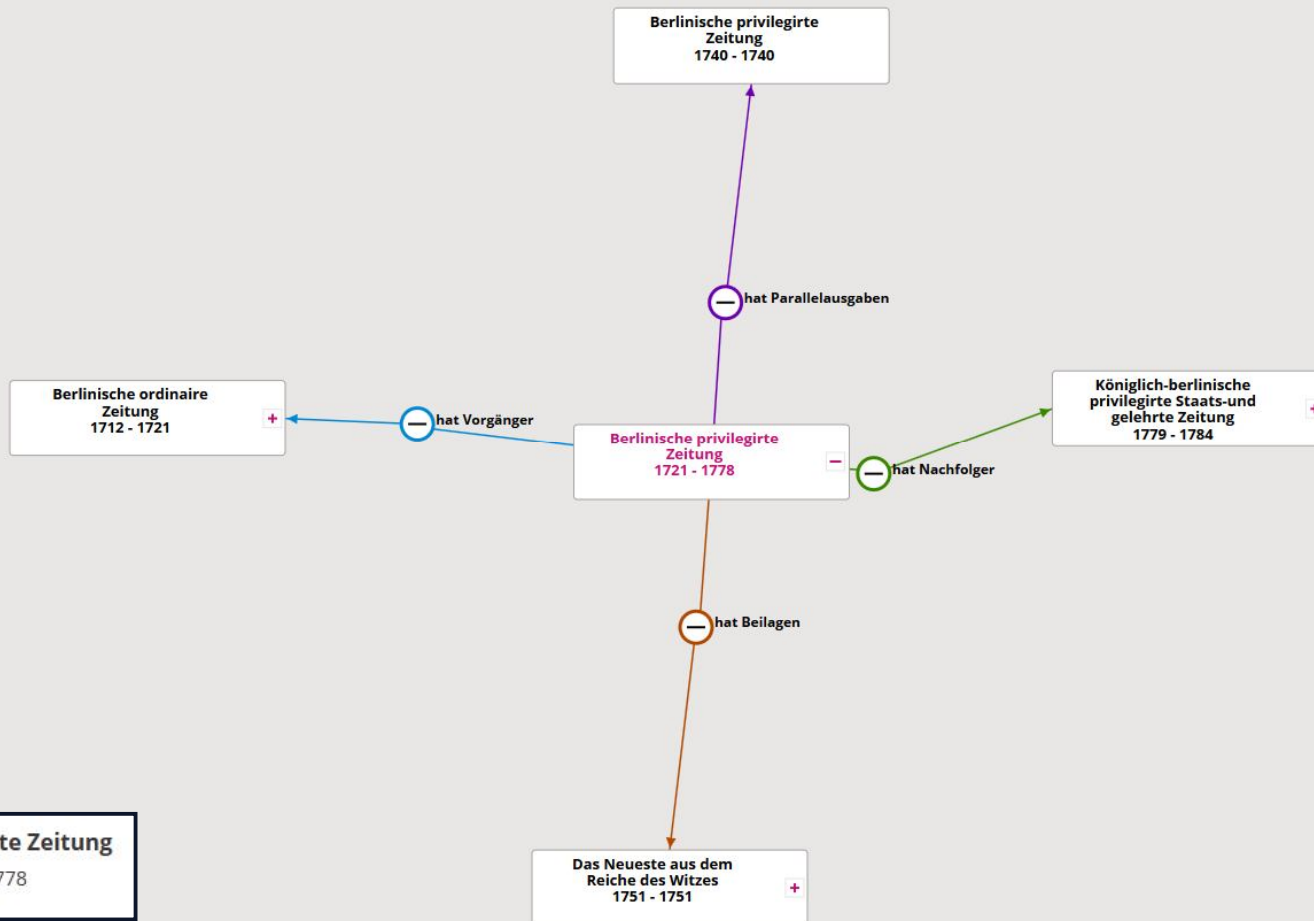 Berlinische privilegirte
Zeitung
1740 - 1740
hat Parallelausgaben
Berlinische ordinaire
Zeitung
1712 - 1721
+
hat Vorgänger
Berlinische privilegirte
Zeitung
1721 - 1778
hat Nachfolger
Königlich-berlinische
privilegirte Staats-und
gelehrte Zeitung
1779 - 1784
hat Beilagen
Das Neueste aus dem
Reiche des Witzes
1751 - 1751
+
te Zeitung
778